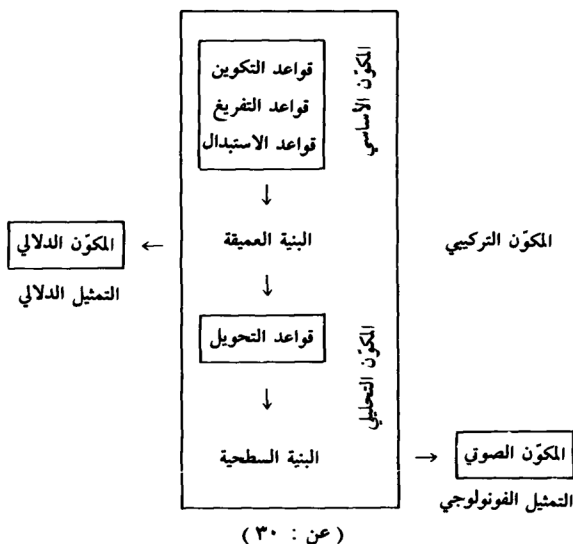 قواعد التكوين
قواعد التفريغ
قواعد الاستبدال
المكوّن الأساسي
البنية العميقة
المكوّن الدلالي
التمثيل الدلالي
المكوّن التركيبي
قواعد التحويل
المكوّن التحليلي
البنية السطحية
المكوّن الصوتي
التمثيل الفونولوجي
(عن : ٣٠)